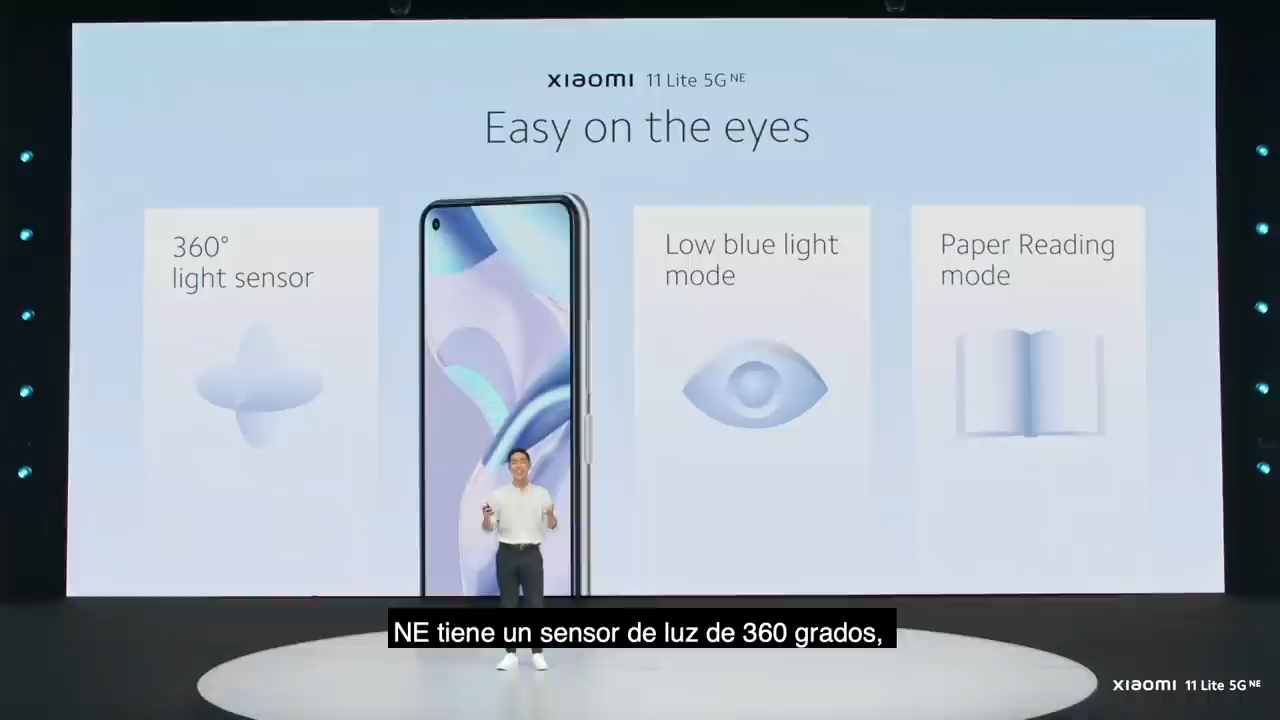 xiaomi 11 Lite 5G NE
Easy on the eyes
360°
light sensor
Low blue light
mode
Paper Reading
mode
NE tiene un sensor de luz de 360 grados,
xiaomi 11 Lite 5G NE